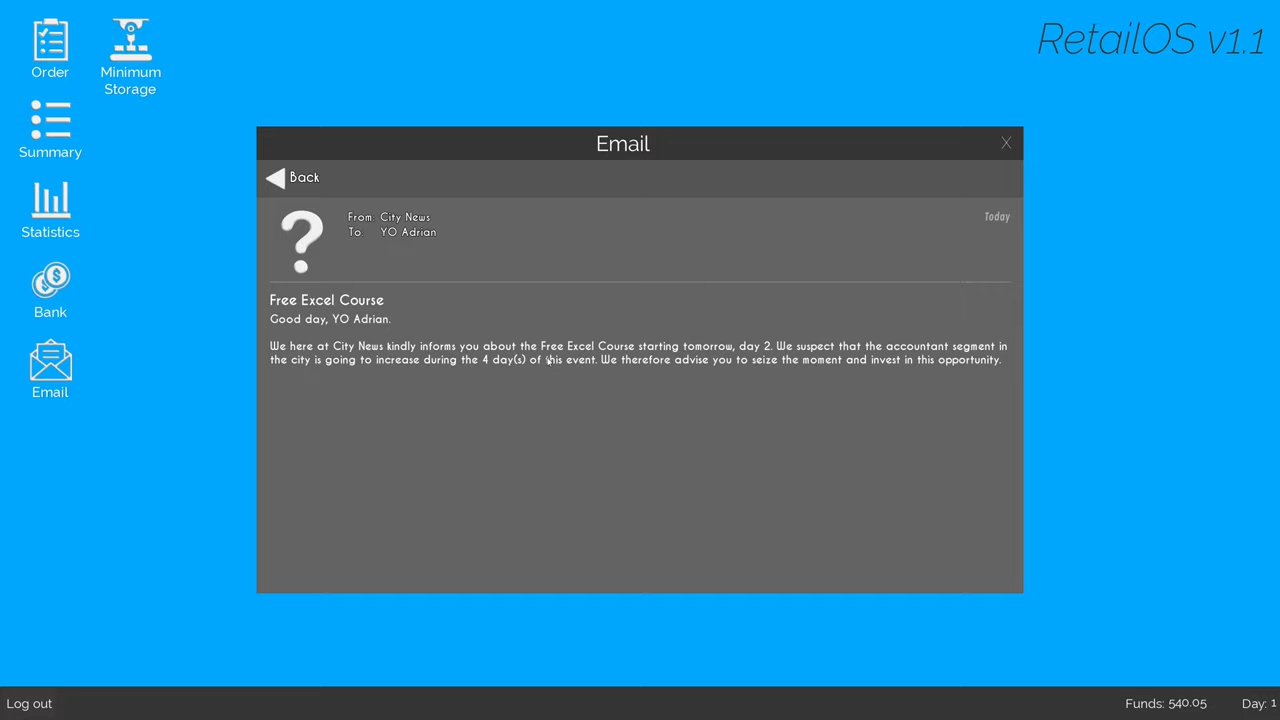 RetailOS v1.1
Order
Minimum
Storage
Summary
Statistics
Bank
Email
Email
X
Back
From: City News
To: YO Adrian
Today
Free Excel Course
Good day, YO Adrian.
We here at City News kindly informs you about the Free Excel Course starting tomorrow, day 2. We suspect that the accountant segment in
the city is going to increase during the 4 day(s) of this event. We therefore advise you to seize the moment and invest in this opportunity.
Log out
Funds: 540.05
Day: 1